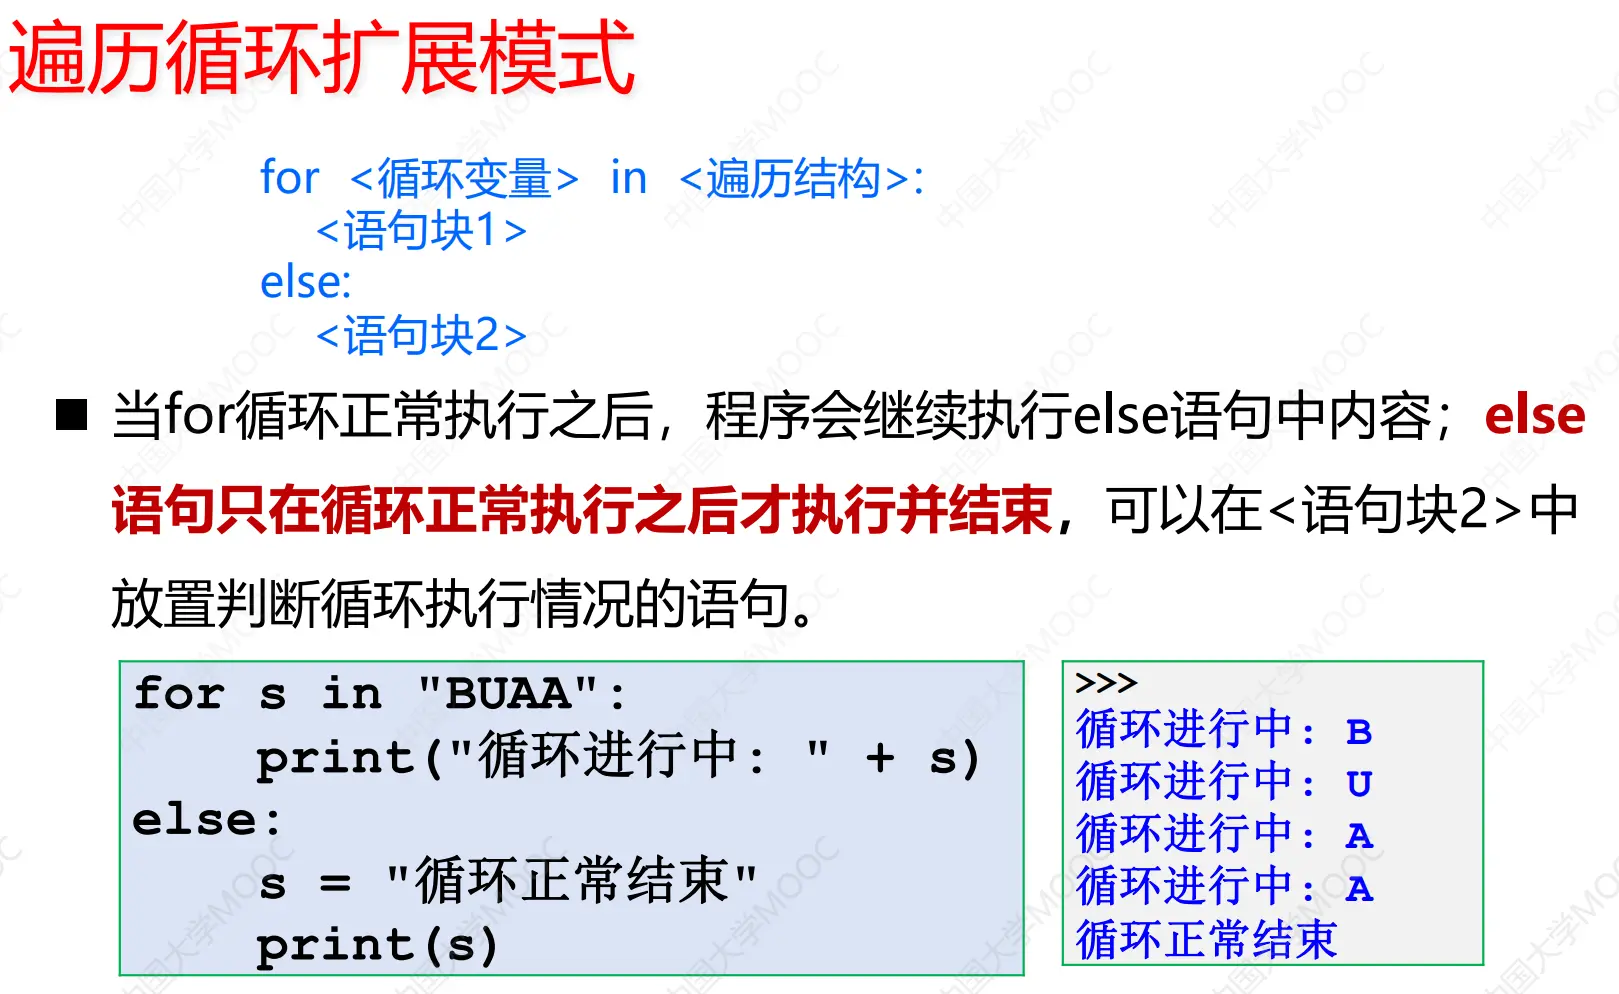 遍历循环扩展模式
for <循环变量> in <遍历结构>:
<语句块1>
else:
<语句块2>
■ 当for循环正常执行之后，程序会继续执行else语句中内容；else
语句只在循环正常执行之后才执行并结束，可以在<语句块2>中
放置判断循环执行情况的语句。
for s in "BUAA":
    print("循环进行中: " + s)
else:
    s = "循环正常结束"
    print(s)
>>>
循环进行中: B
循环进行中: U
循环进行中: A
循环进行中: A
循环正常结束
中国大学MOOC